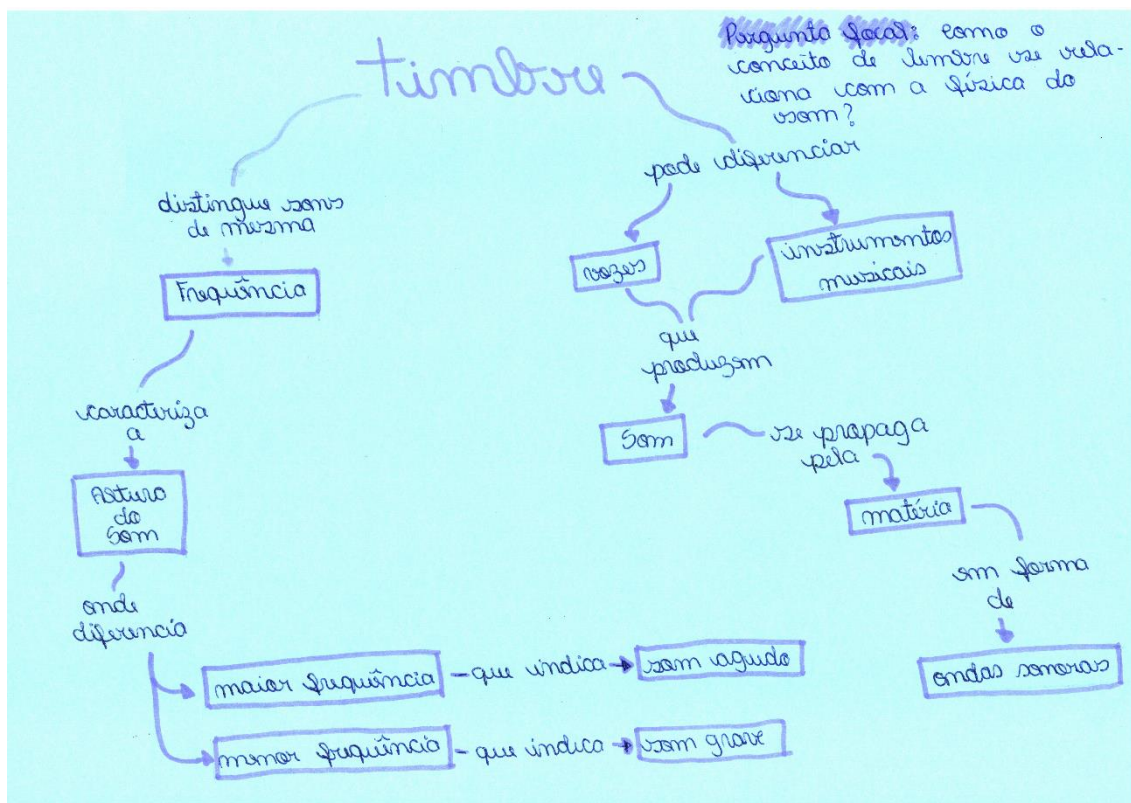 timbre
Pergunta focal: como o
conceito de timbre se rela-
ciona com a física do
som?
distingue sons
de mesma
Frequência
caracteriza
a
Altura
do
Som
onde
diferencia
maior frequência - que indica som agudo
menor frequência - que indica som grave
pode diferenciar
vozes
instrumentos
musicais
que
produzem
Som
se propaga
pela
matéria
em forma
de
ondas sonoras